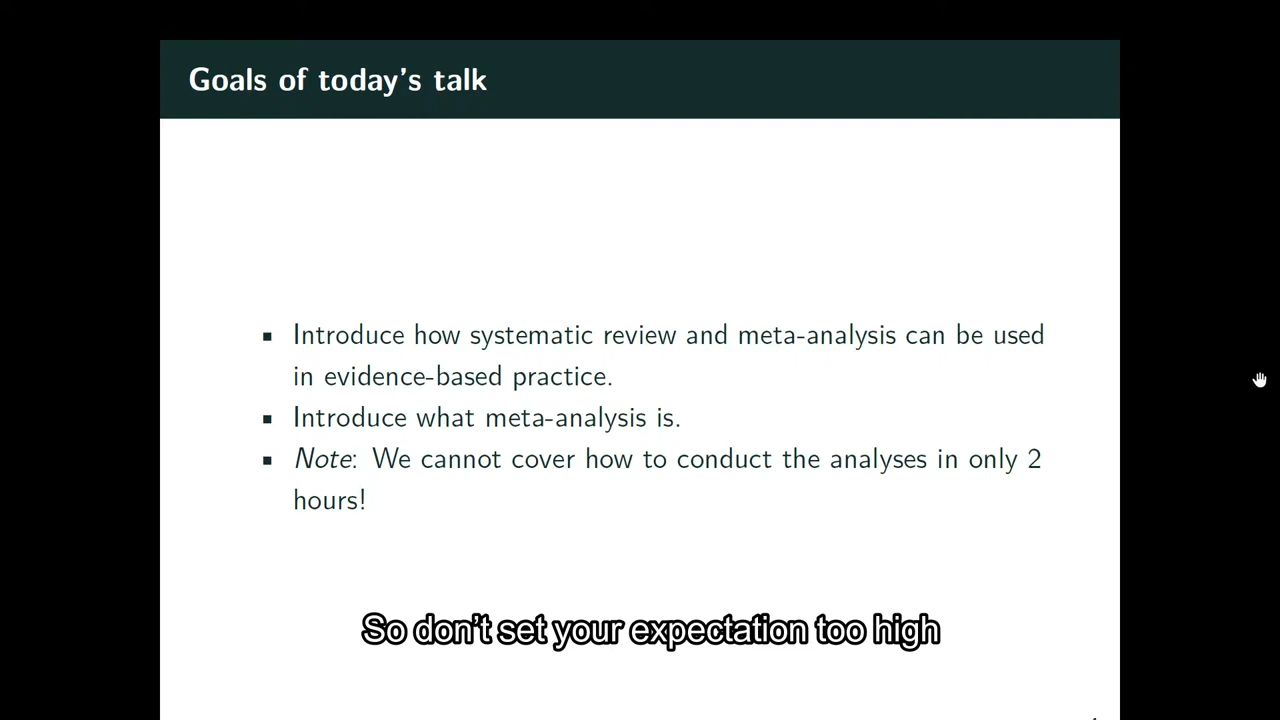 Goals of today's talk
▪ Introduce how systematic review and meta-analysis can be used
in evidence-based practice.
▪ Introduce what meta-analysis is.
▪ Note: We cannot cover how to conduct the analyses in only 2
hours!
So don't set your expectation too high